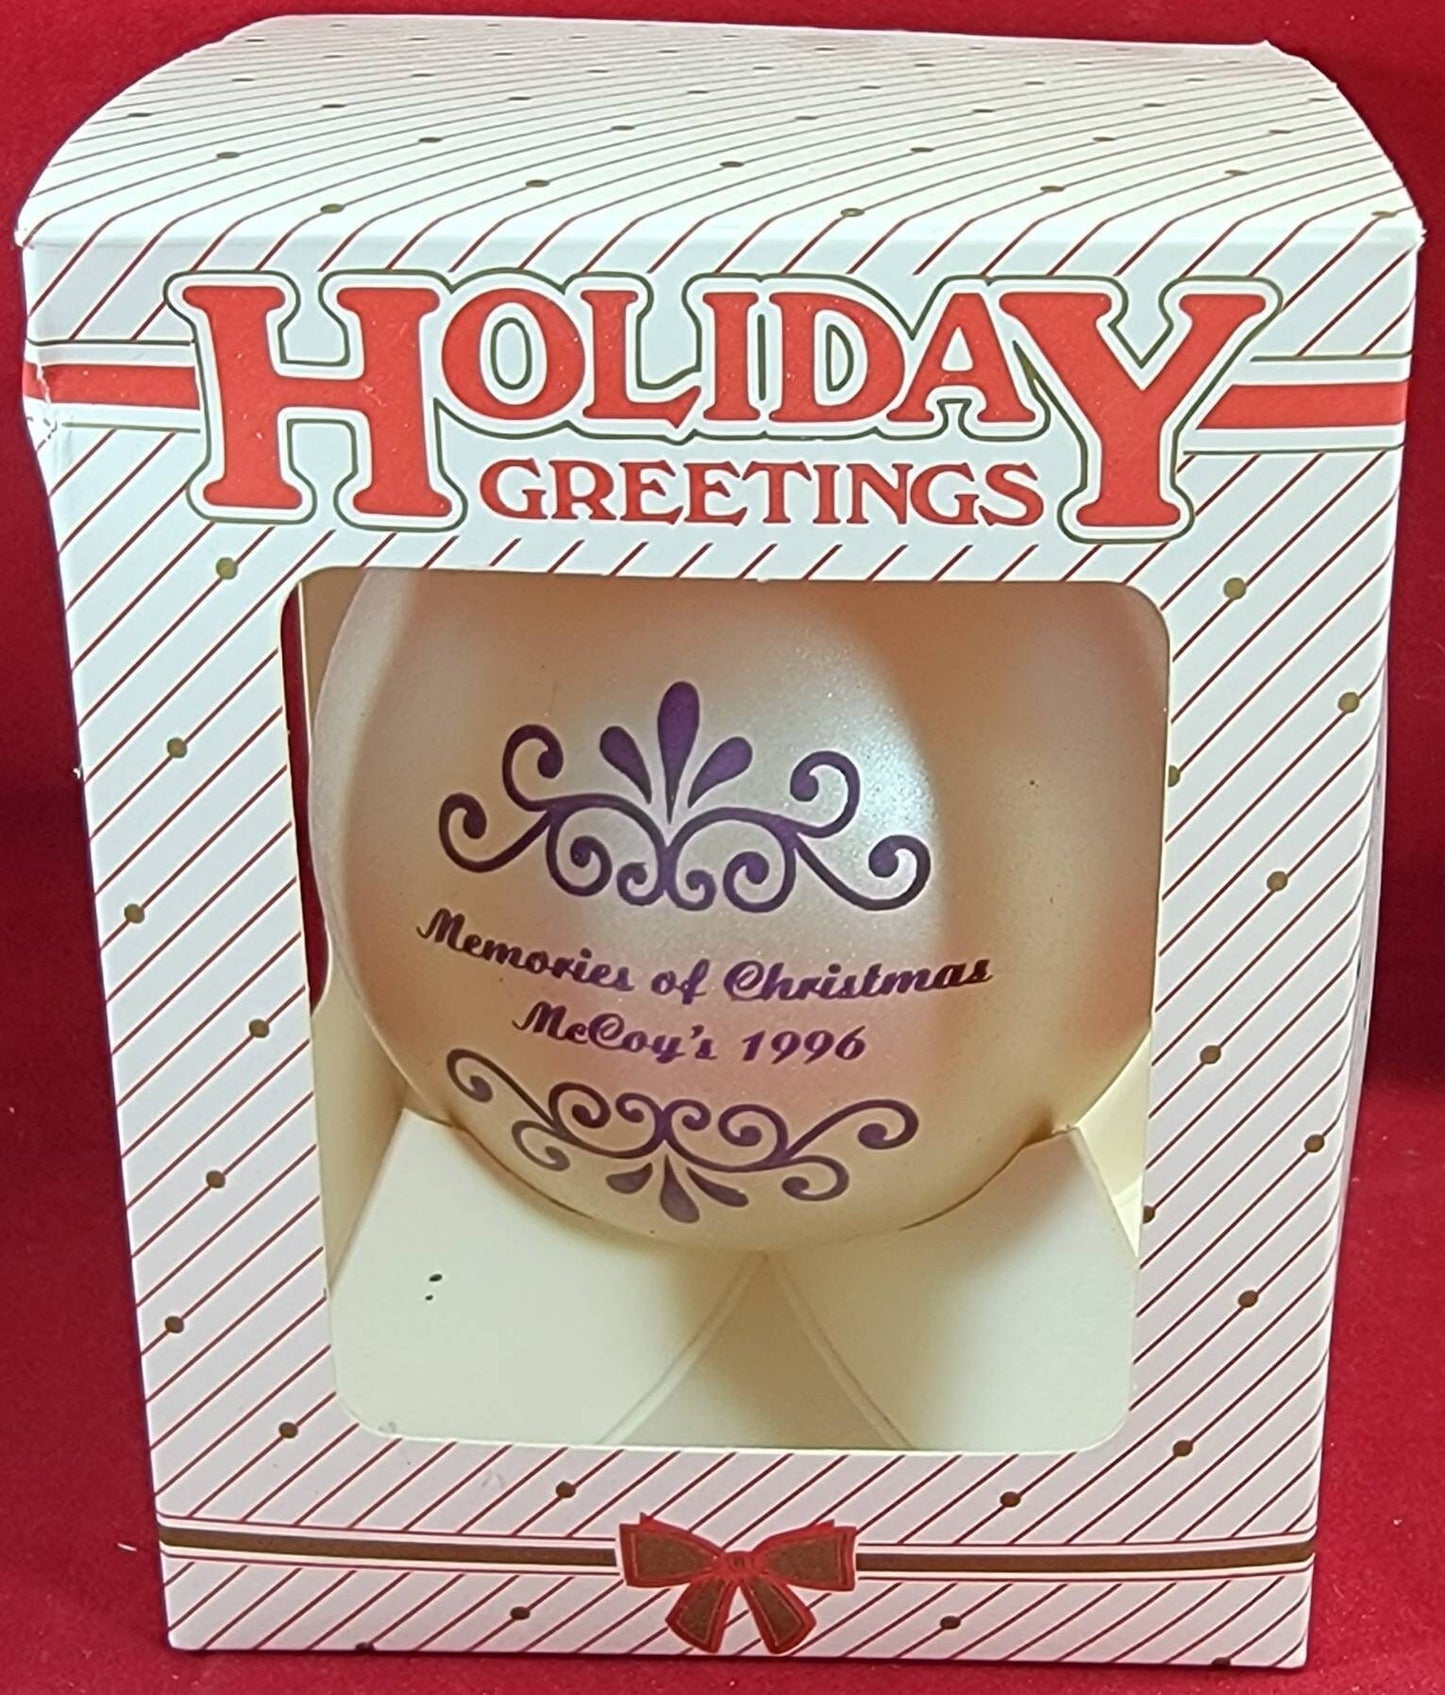 HOLIDAY
GREETINGS
Memories of Christmas
McCoy's 1996